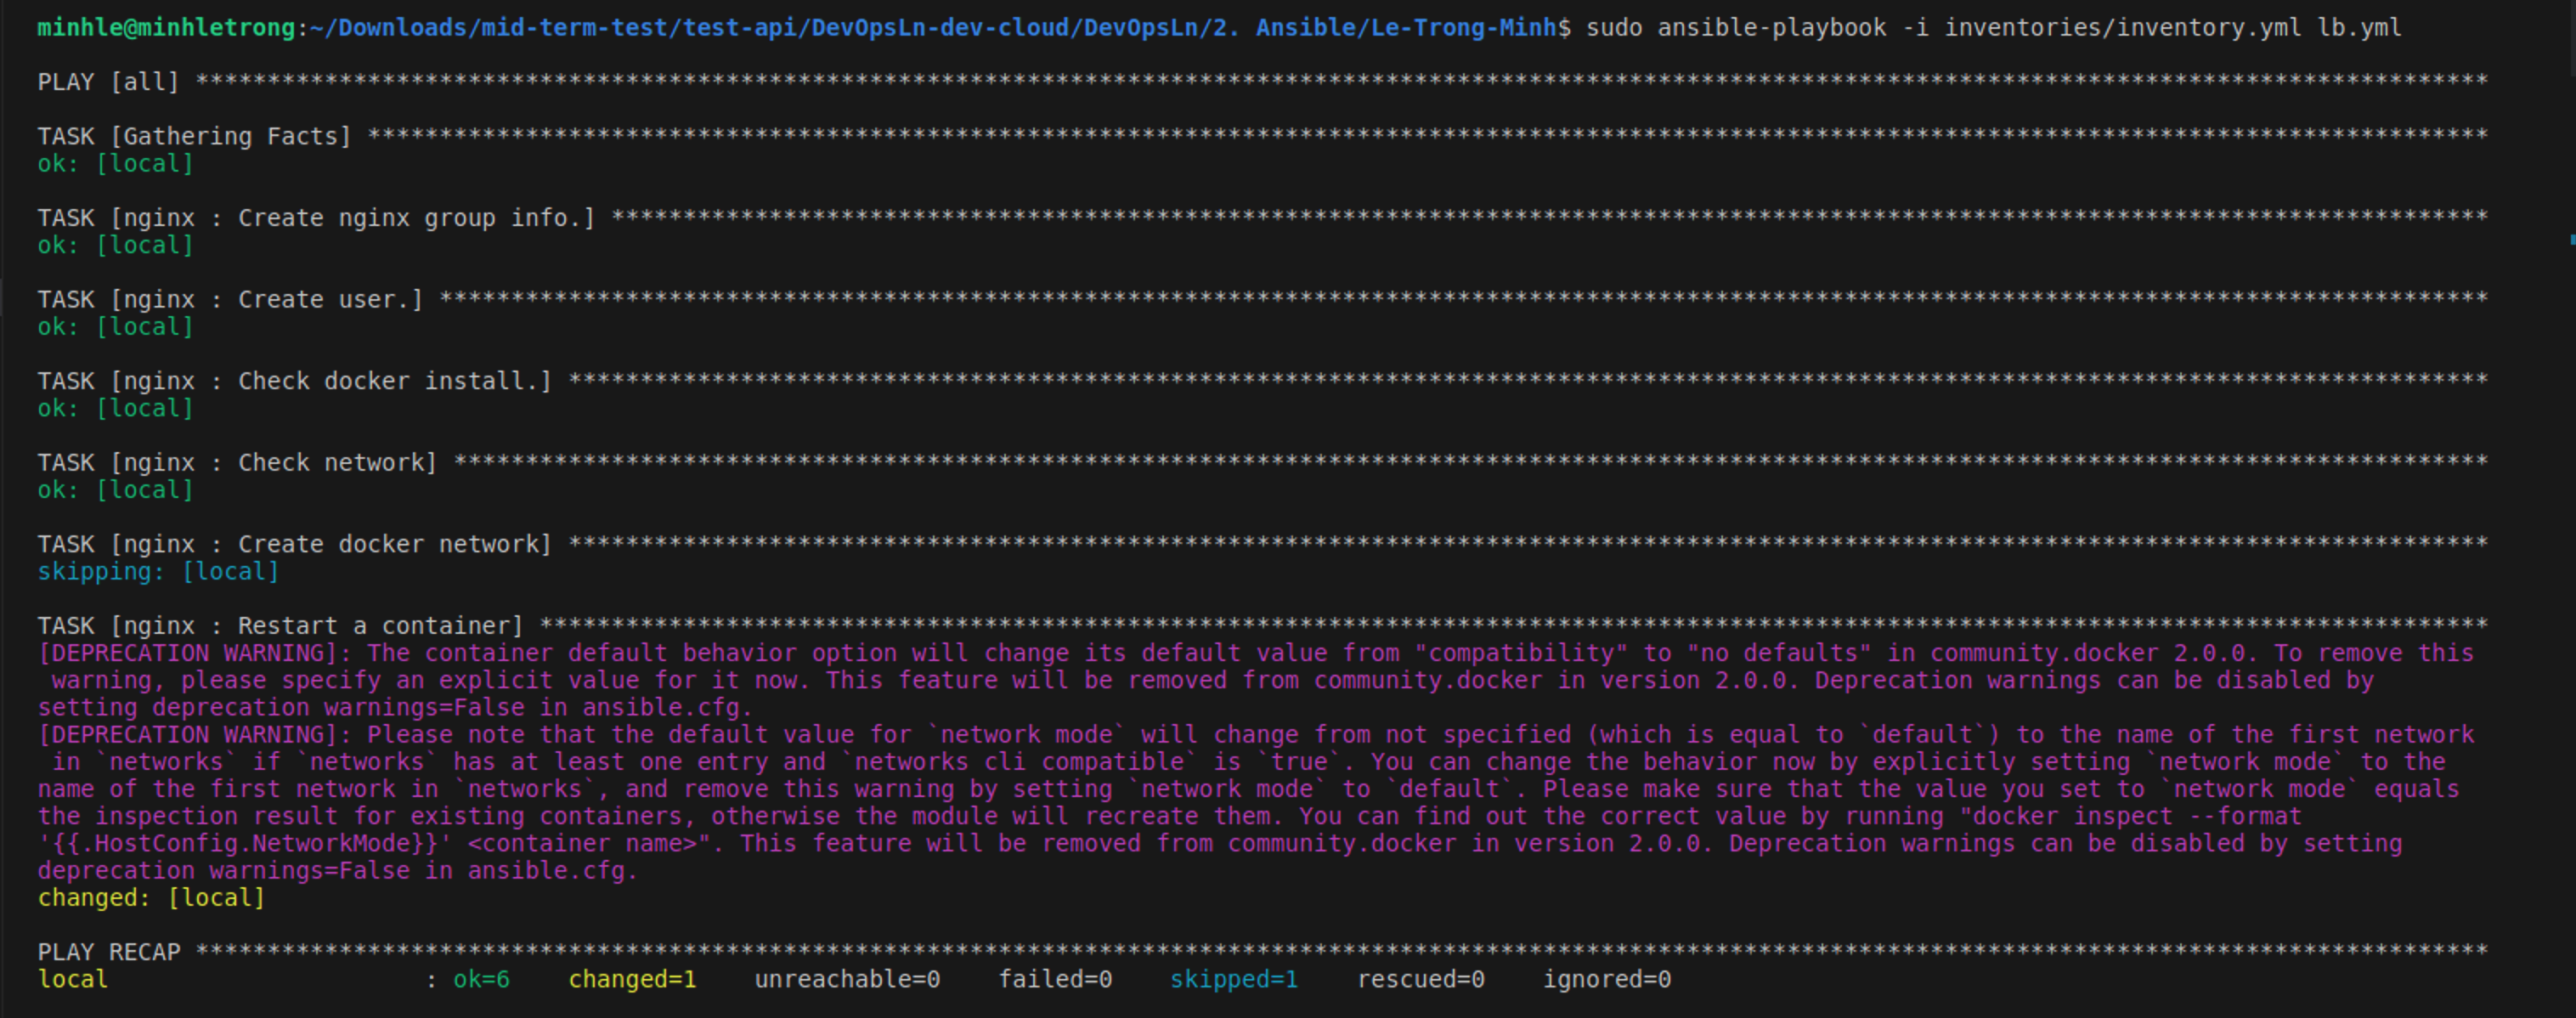 minhle@minhletrong:~/Downloads/mid-term-test/test-api/DevOpsLn-dev-cloud/DevOpsLn/2. Ansible/Le-Trong-Minh$ sudo ansible-playbook -i inventories/inventory.yml lb.yml
PLAY [all] ****************************************************************************************************************************************************************
TASK [Gathering Facts] ****************************************************************************************************************************************************
ok: [local]
TASK [nginx : Create nginx group info.] ***********************************************************************************************************************************
ok: [local]
TASK [nginx : Create user.] ***********************************************************************************************************************************************
ok: [local]
TASK [nginx : Check docker install.] **************************************************************************************************************************************
ok: [local]
TASK [nginx : Check network] **********************************************************************************************************************************************
ok: [local]
TASK [nginx : Create docker network] **************************************************************************************************************************************
skipping: [local]
TASK [nginx : Restart a container] ****************************************************************************************************************************************
[DEPRECATION WARNING]: The container default behavior option will change its default value from "compatibility" to "no defaults" in community.docker 2.0.0. To remove this
warning, please specify an explicit value for it now. This feature will be removed from community.docker in version 2.0.0. Deprecation warnings can be disabled by
setting deprecation warnings=False in ansible.cfg.
[DEPRECATION WARNING]: Please note that the default value for `network mode` will change from not specified (which is equal to `default`) to the name of the first network
in `networks` if `networks` has at least one entry and `networks cli compatible` is `true`. You can change the behavior now by explicitly setting `network mode` to the
name of the first network in `networks`, and remove this warning by setting `network mode` to `default`. Please make sure that the value you set to `network mode` equals
the inspection result for existing containers, otherwise the module will recreate them. You can find out the correct value by running "docker inspect --format
'{{.HostConfig.NetworkMode}}' <container name>". This feature will be removed from community.docker in version 2.0.0. Deprecation warnings can be disabled by setting
deprecation warnings=False in ansible.cfg.
changed: [local]
PLAY RECAP ****************************************************************************************************************************************************************
local : ok=6 changed=1 unreachable=0 failed=0 skipped=1 rescued=0 ignored=0